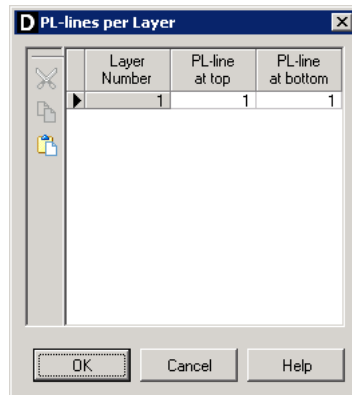 D PL-lines per Layer
Layer Number PL-line at top PL-line at bottom
1 1 1
OK Cancel Help